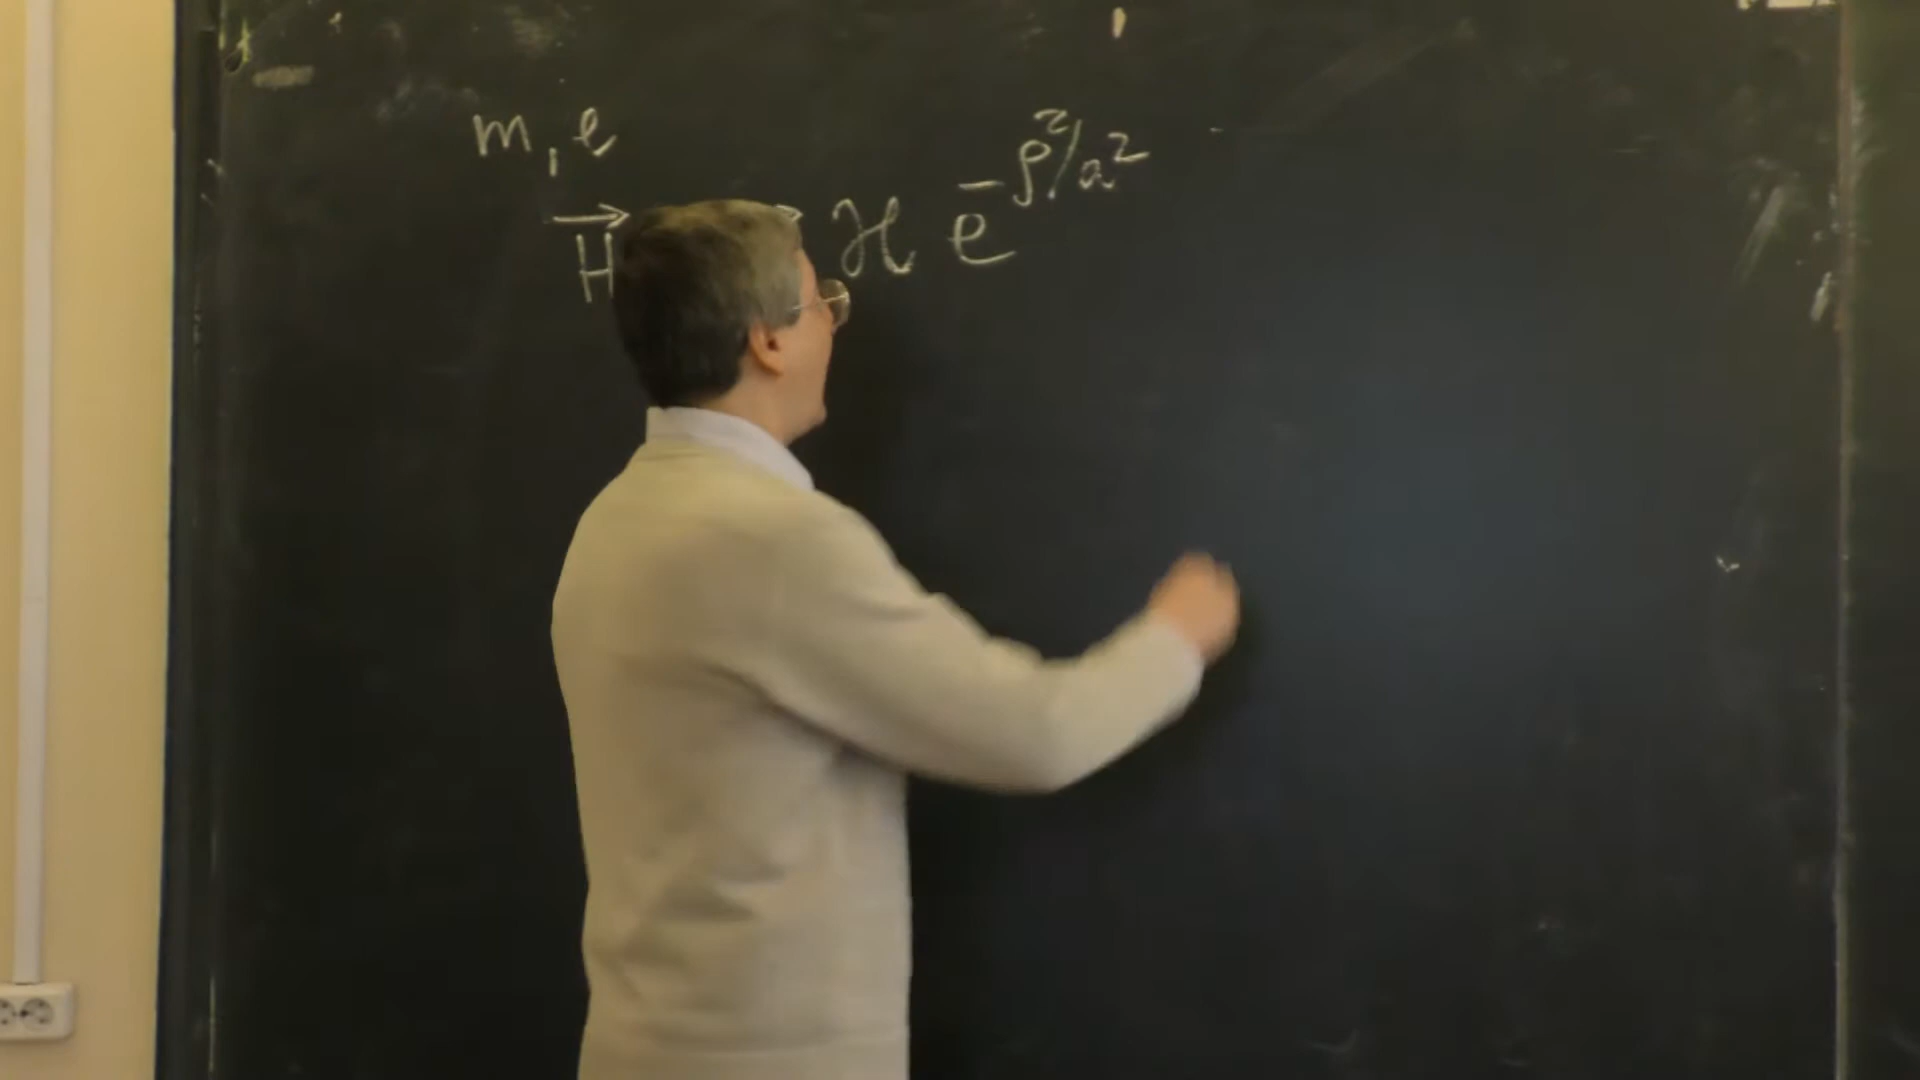 m, e
H⃗ ℋ e^{-ρ²/a²}